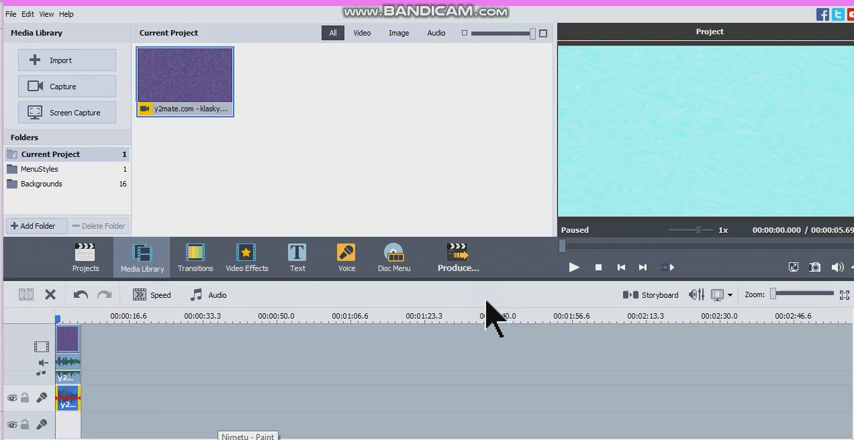 www.BANDICAM.com
File Edit View Help
Media Library
Current Project
All Video Image Audio
Project
Import
Capture
Screen Capture
y2mate.com - klasky...
Folders
Current Project 1
MenuStyles 1
Backgrounds 16
Add Folder Delete Folder
Paused 1x 00:00:00.000 / 00:00:05.69
Projects Media Library Transitions Video Effects Text Voice Disc Menu Produce...
Speed Audio Storyboard Zoom:
00:00:16.6 00:00:33.3 00:00:50.0 00:01:06.6 00:01:23.3 00:01:56.6 00:02:13.3 00:02:30.0 00:02:46.6
y2...
y2...
Nimetu - Paint